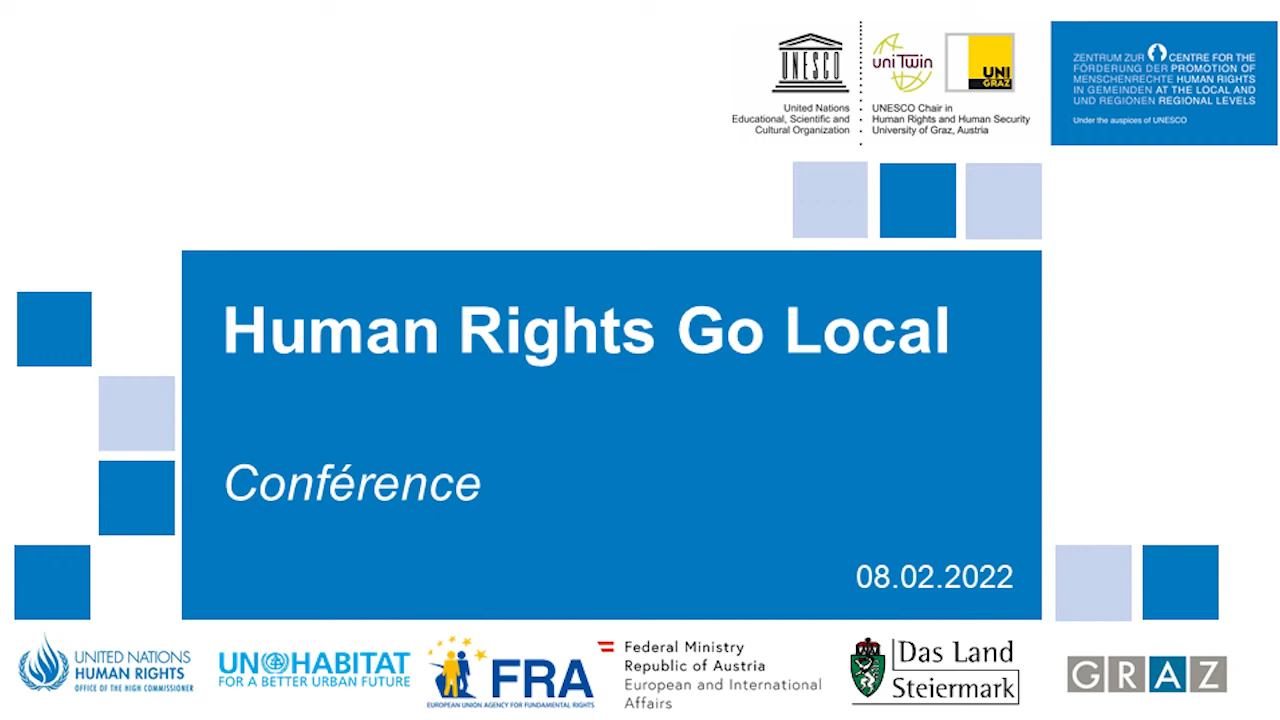 UNESCO
United Nations
Educational, Scientific and
Cultural Organization
uniTwin
UNI
GRAZ
UNESCO Chair in
Human Rights and Human Security
University of Graz, Austria
ZENTRUM ZUR CENTRE FOR THE
FÖRDERUNG DER PROMOTION OF
MENSCHENRECHTE HUMAN RIGHTS
IN GEMEINDEN AT THE LOCAL AND
UND REGIONEN REGIONAL LEVELS
Under the auspices of UNESCO
Human Rights Go Local
Conférence
08.02.2022
UNITED NATIONS
HUMAN RIGHTS
OFFICE OF THE HIGH COMMISSIONER
UN HABITAT
FOR A BETTER URBAN FUTURE
FRA
EUROPEAN UNION AGENCY FOR FUNDAMENTAL RIGHTS
Federal Ministry
Republic of Austria
European and International
Affairs
Das Land
Steiermark
GRAZ